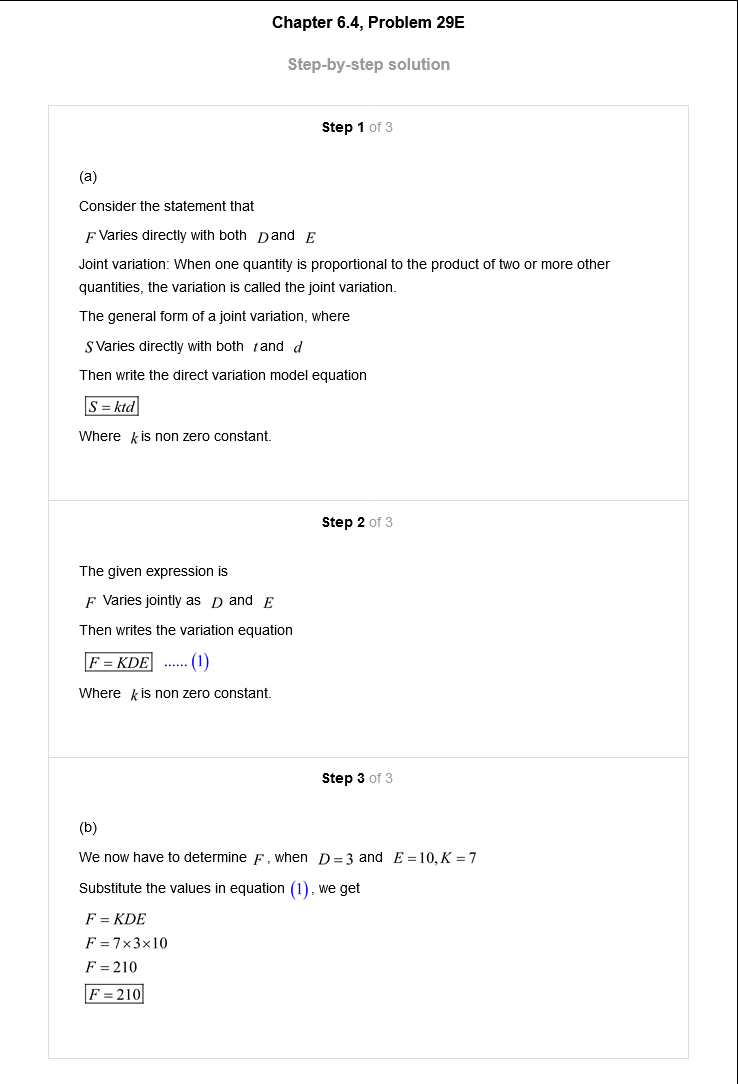 Chapter 6.4, Problem 29E
Step-by-step solution
Step 1 of 3
(a)
Consider the statement that
F Varies directly with both D and E
Joint variation: When one quantity is proportional to the product of two or more other
quantities, the variation is called the joint variation.
The general form of a joint variation, where
S Varies directly with both t and d
Then write the direct variation model equation
S = ktd
Where k is non zero constant.
Step 2 of 3
The given expression is
F Varies jointly as D and E
Then writes the variation equation
F = KDE ...... (1)
Where k is non zero constant.
Step 3 of 3
(b)
We now have to determine F, when D = 3 and E = 10, K = 7
Substitute the values in equation (1), we get
F = KDE
F = 7×3×10
F = 210
F = 210